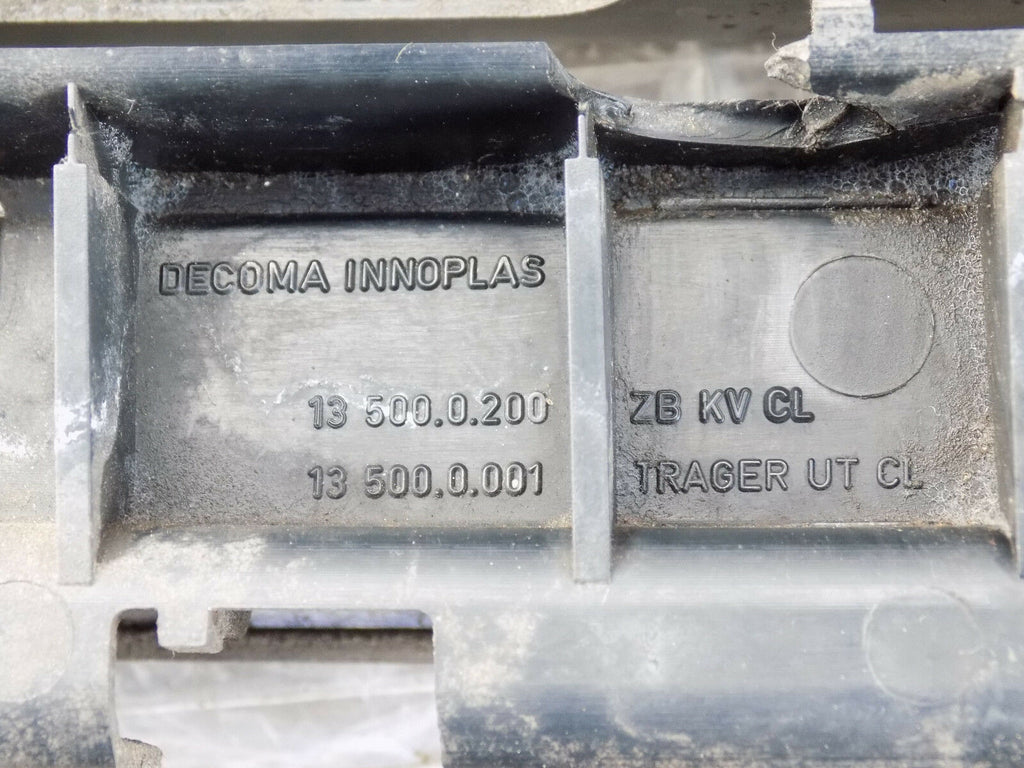 DECOMA INNOPLAS
13 500.0.200 ZB KV CL
13 500.0.001 TRAGER UT CL